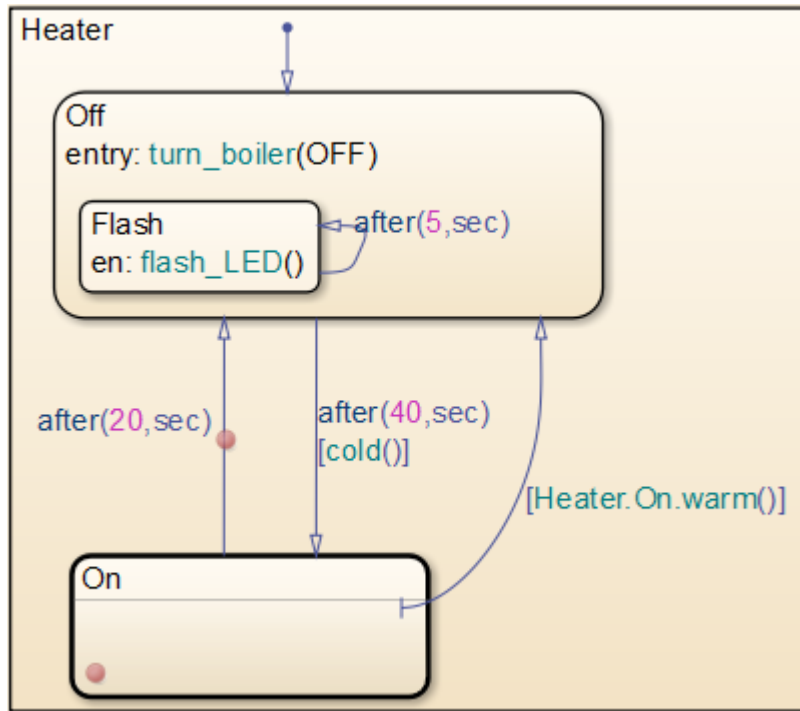 Heater
Off
entry: turn_boiler(OFF)
Flash
en: flash_LED()
after(5,sec)
after(20,sec)
after(40,sec)
[cold()]
[Heater.On.warm()]
On